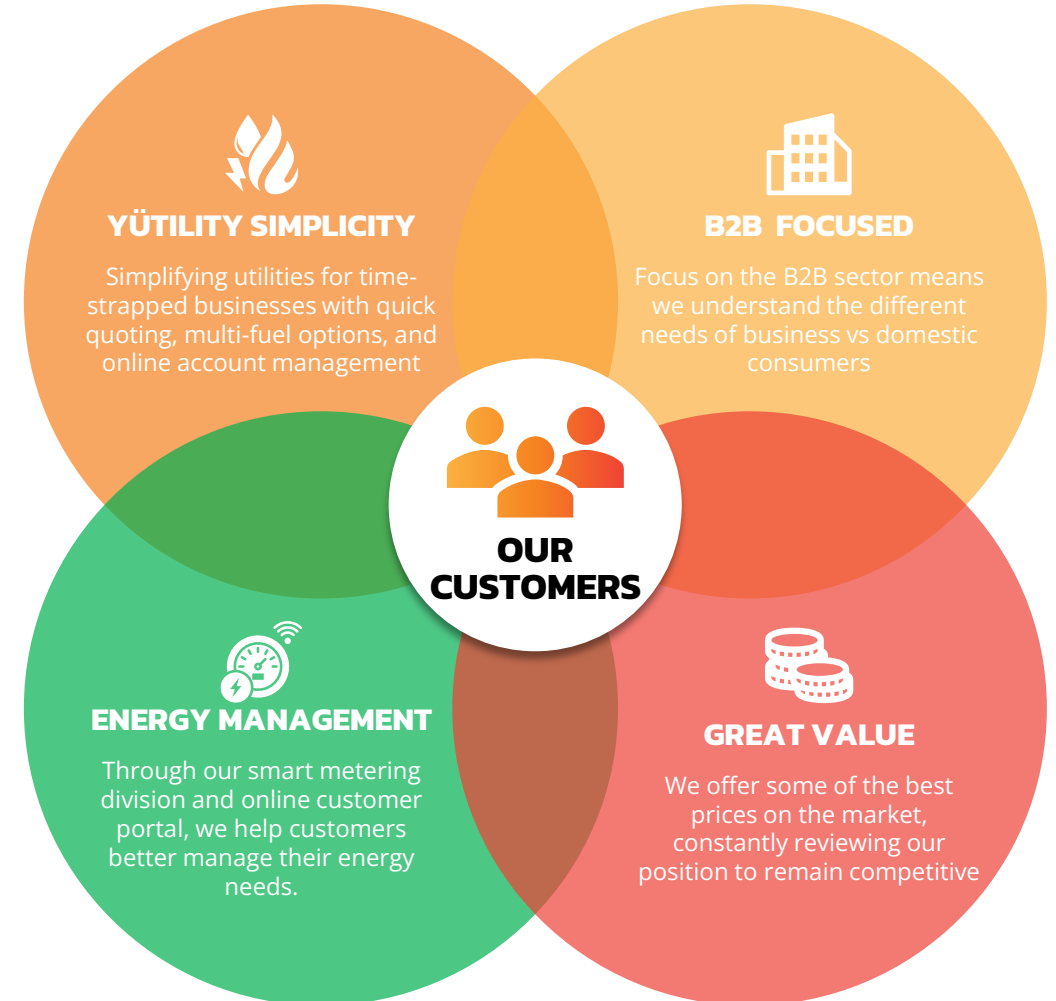 YÜTILITY SIMPLICITY
Simplifying utilities for time-
strapped businesses with quick
quoting, multi-fuel options, and
online account management
B2B FOCUSED
Focus on the B2B sector means
we understand the different
needs of business vs domestic
consumers
OUR
CUSTOMERS
ENERGY MANAGEMENT
Through our smart metering
division and online customer
portal, we help customers
better manage their energy
needs.
GREAT VALUE
We offer some of the best
prices on the market,
constantly reviewing our
position to remain competitive